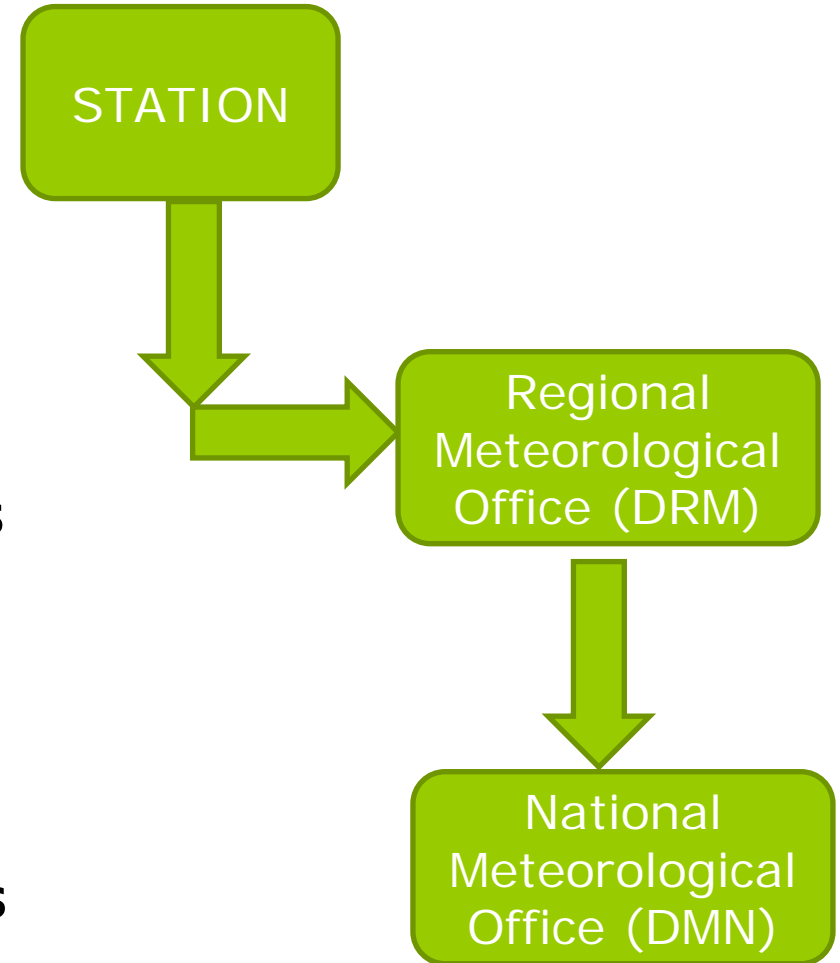 STATION
Regional
Meteorological
Office (DRM)
s
National
Meteorological
Office (DMN)
s